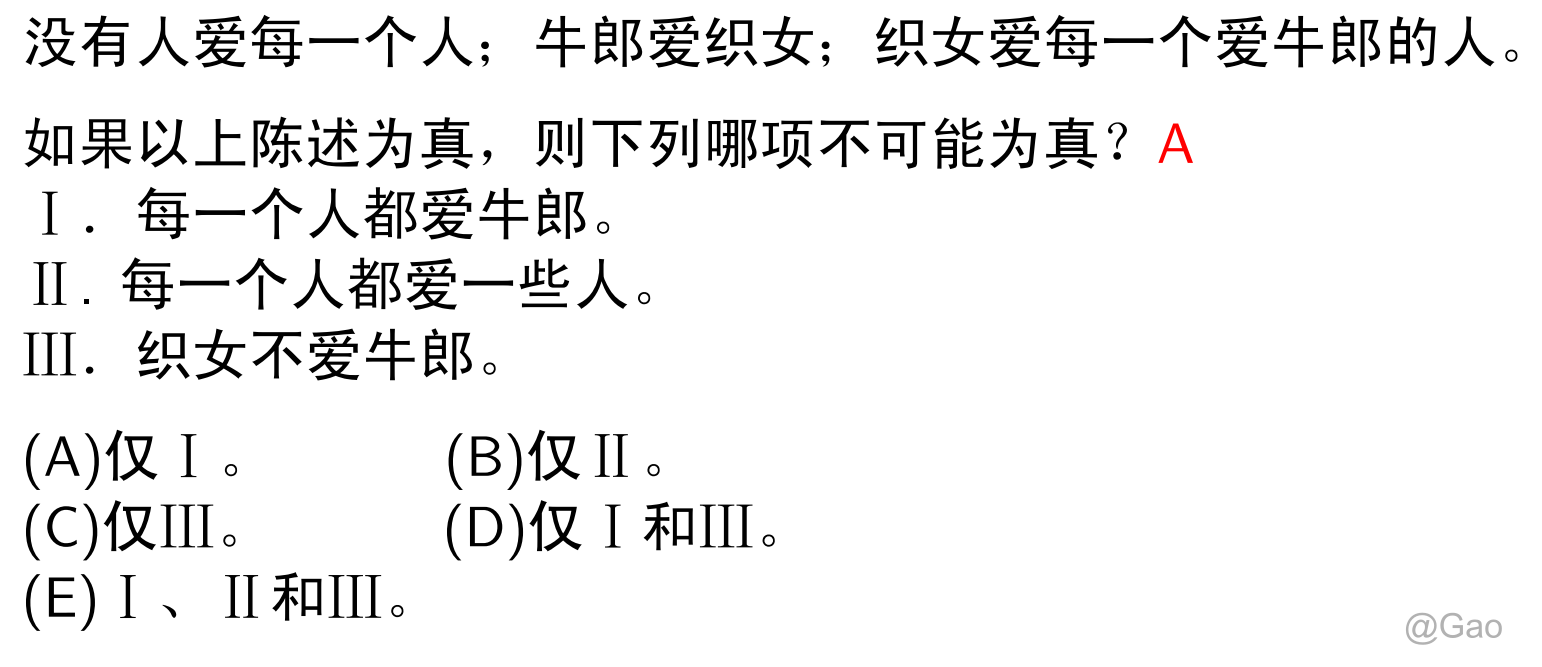 没有人爱每一个人；牛郎爱织女；织女爱每一个爱牛郎的人。
如果以上陈述为真，则下列哪项不可能为真？A
Ⅰ．每一个人都爱牛郎。
Ⅱ．每一个人都爱一些人。
Ⅲ．织女不爱牛郎。
(A)仅Ⅰ。 (B)仅Ⅱ。
(C)仅Ⅲ。 (D)仅Ⅰ和Ⅲ。
(E)Ⅰ、Ⅱ和Ⅲ。
@Gao